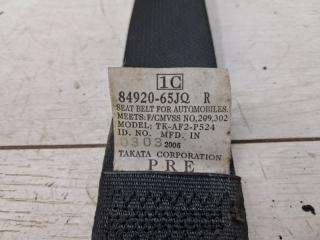 1C
84920-65JQ R
SEAT BELT FOR AUTOMOBILES.
MEETS: F/CMVSS NO, 209, 302
MODEL: TK-AF2-P524
ID. NO. MFD. IN
0303 2006
TAKATA CORPORATION
PRE